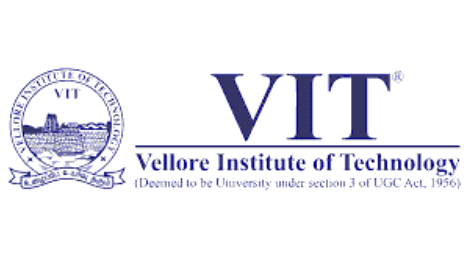 VELLORE INSTITUTE OF TECHNOLOGY
VIT
VIT®
Vellore Institute of Technology
(Deemed to be University under section 3 of UGC Act, 1956)